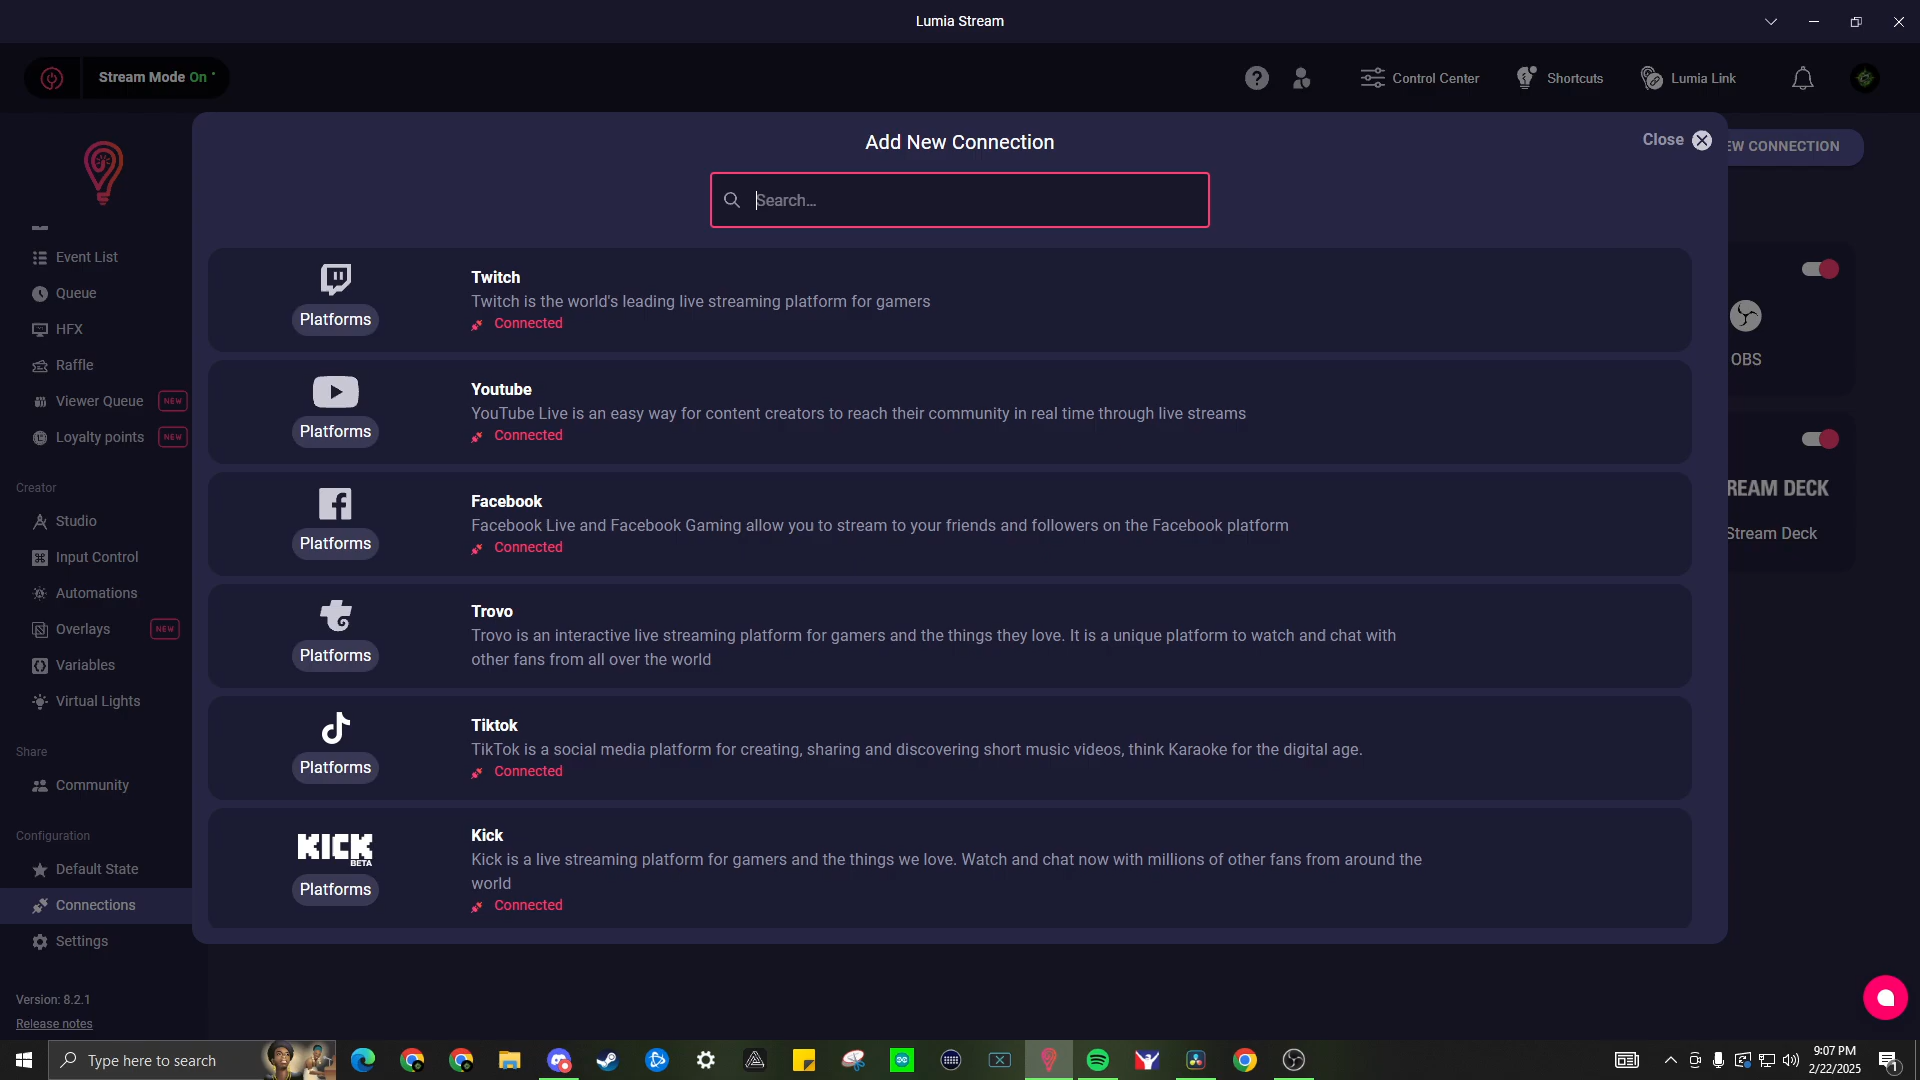 Lumia Stream
Stream Mode On
Control Center
Shortcuts
Lumia Link
Add New Connection
Close
EW CONNECTION
Search...
Event List
Queue
HFX
Raffle
Viewer Queue NEW
Loyalty points NEW
Creator
Studio
Input Control
Automations
Overlays NEW
Variables
Virtual Lights
Share
Community
Configuration
Default State
Connections
Settings
Version: 8.2.1
Release notes
Platforms
Twitch
Twitch is the world's leading live streaming platform for gamers
Connected
Platforms
Youtube
YouTube Live is an easy way for content creators to reach their community in real time through live streams
Connected
Platforms
Facebook
Facebook Live and Facebook Gaming allow you to stream to your friends and followers on the Facebook platform
Connected
Platforms
Trovo
Trovo is an interactive live streaming platform for gamers and the things they love. It is a unique platform to watch and chat with
other fans from all over the world
Platforms
Tiktok
TikTok is a social media platform for creating, sharing and discovering short music videos, think Karaoke for the digital age.
Connected
KICK
BETA
Platforms
Kick
Kick is a live streaming platform for gamers and the things we love. Watch and chat now with millions of other fans from around the
world
Connected
OBS
REAM DECK
Stream Deck
Type here to search
9:07 PM
2/22/2025
1